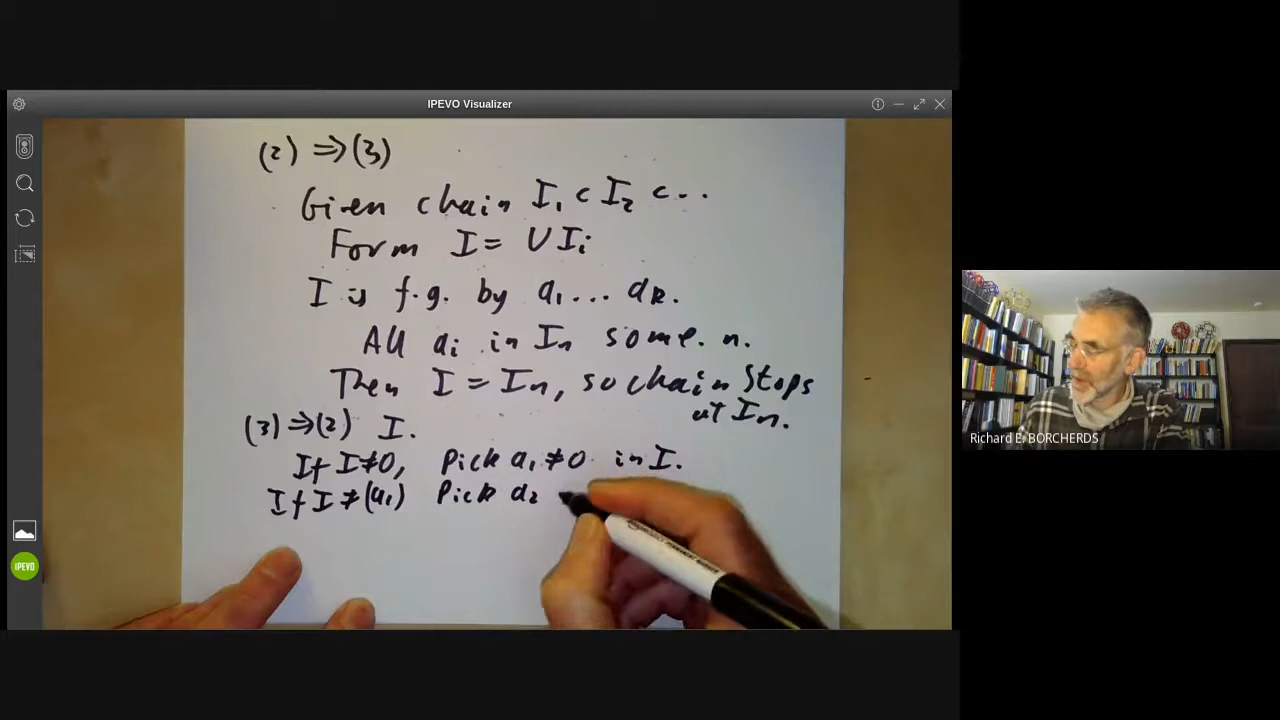 IPEVO Visualizer
(2) ⇒ (3)
Given chain I₁ ⊂ I₂ ⊂ ...
Form I = ∪ Iᵢ
I is f.g. by a₁ ... aₖ.
All aᵢ in Iₙ some n.
Then I = Iₙ, so chain stops
at Iₙ.
(3) ⇒ (2) I.
If I ≠ 0, Pick a₁ ≠ 0 in I.
If I ≠ (a₁) Pick a₂
Richard E. BORCHERDS
IPEVO